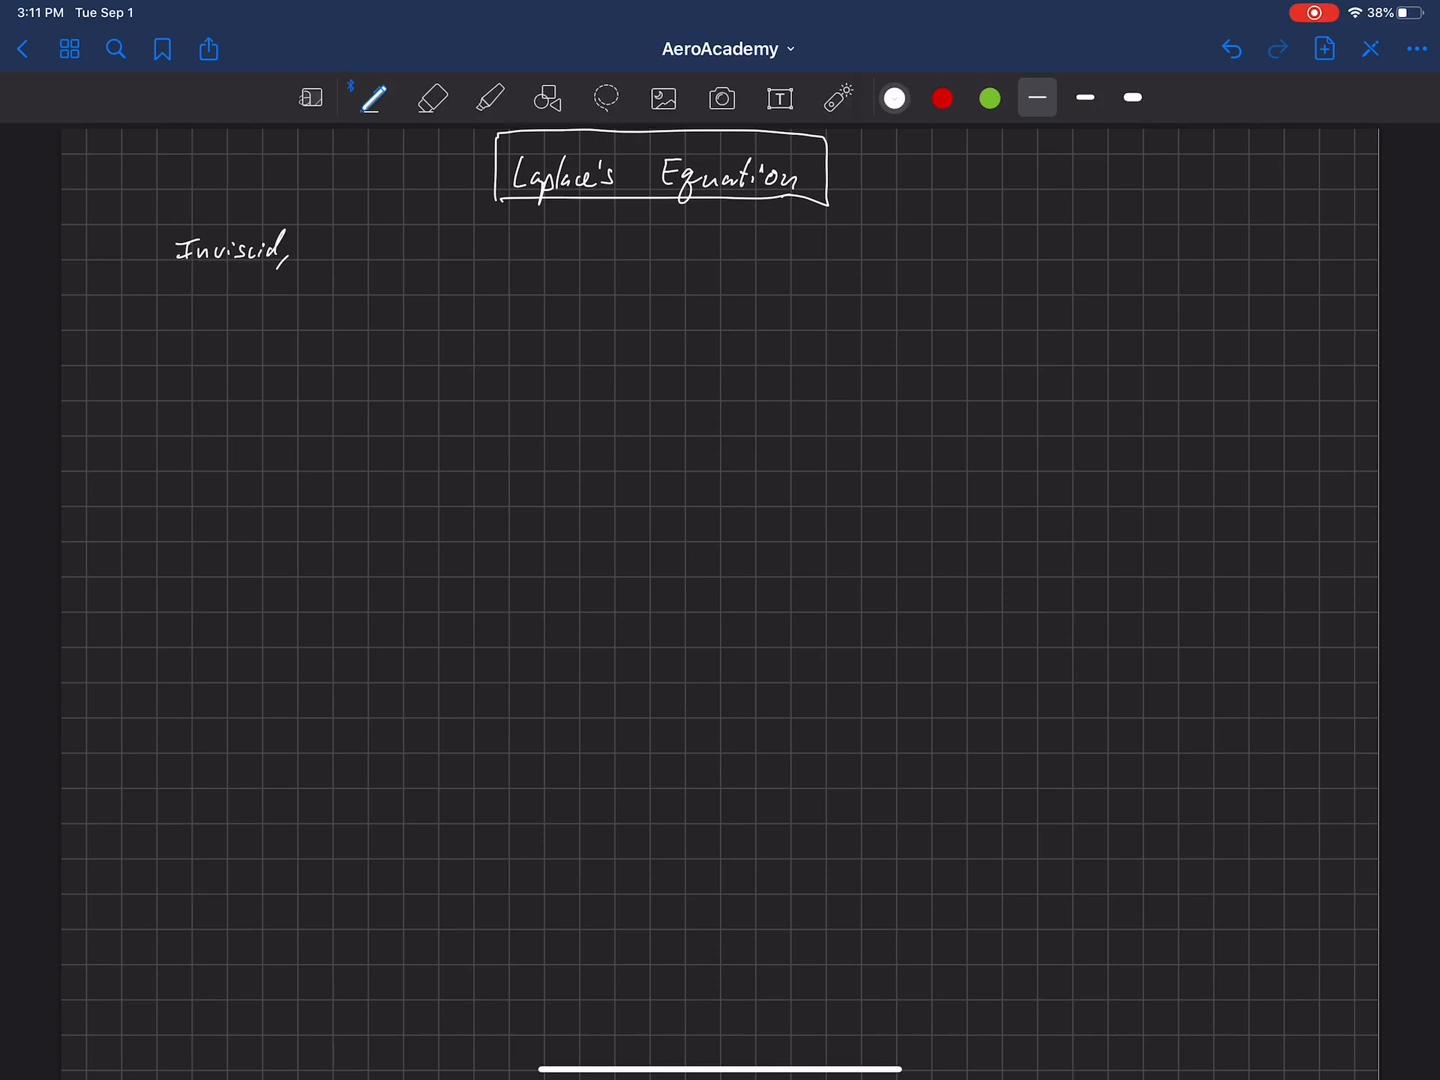 3:11 PM Tue Sep 1
38%
AeroAcademy
T
Laplace's Equation
Inviscid,